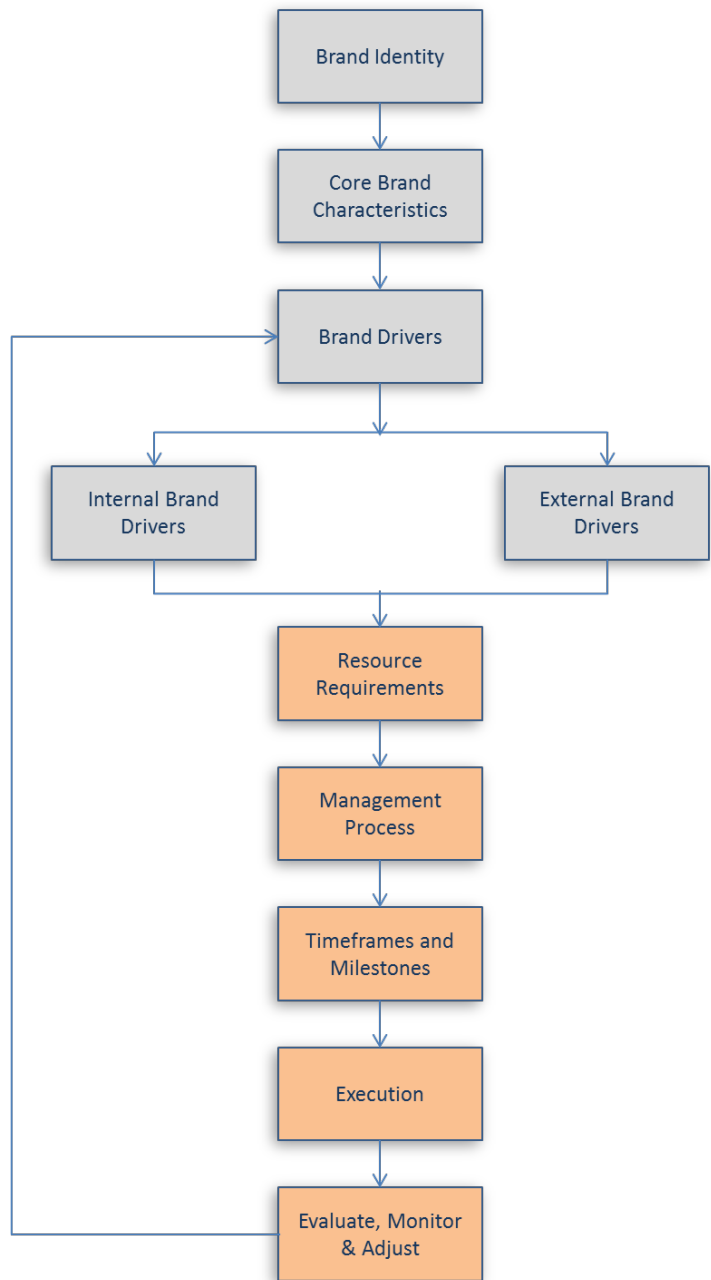 Brand Identity
Core Brand
Characteristics
Brand Drivers
Internal Brand
Drivers
External Brand
Drivers
Resource
Requirements
Management
Process
Timeframes and
Milestones
Execution
Evaluate, Monitor
& Adjust